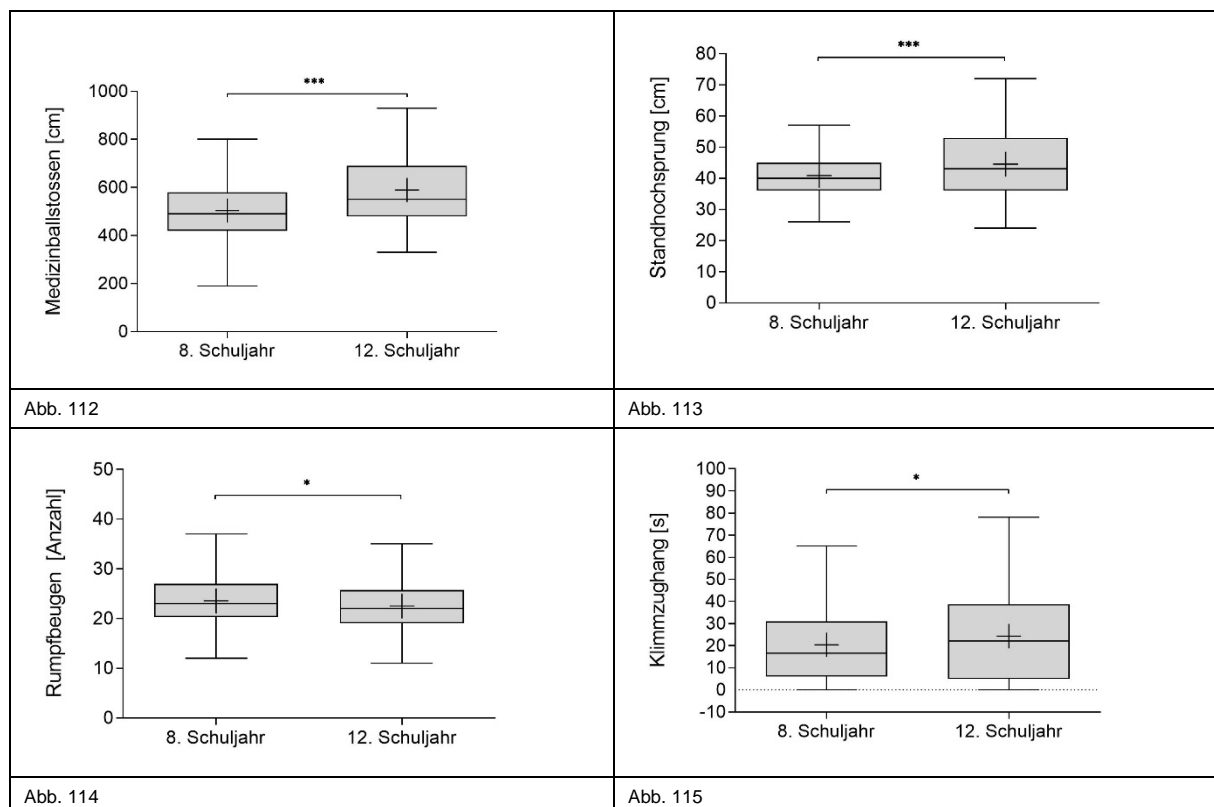 ***
Medizinballstossen [cm]
1000
800
600
400
200
0
8. Schuljahr
12. Schuljahr
Abb. 112
***
Standhochsprung [cm]
80
70
60
50
40
30
20
10
0
8. Schuljahr
12. Schuljahr
Abb. 113
*
Rumpfbeugen [Anzahl]
50
40
30
20
10
0
8. Schuljahr
12. Schuljahr
Abb. 114
*
Klimmzughang [s]
100
90
80
70
60
50
40
30
20
10
0
-10
8. Schuljahr
12. Schuljahr
Abb. 115